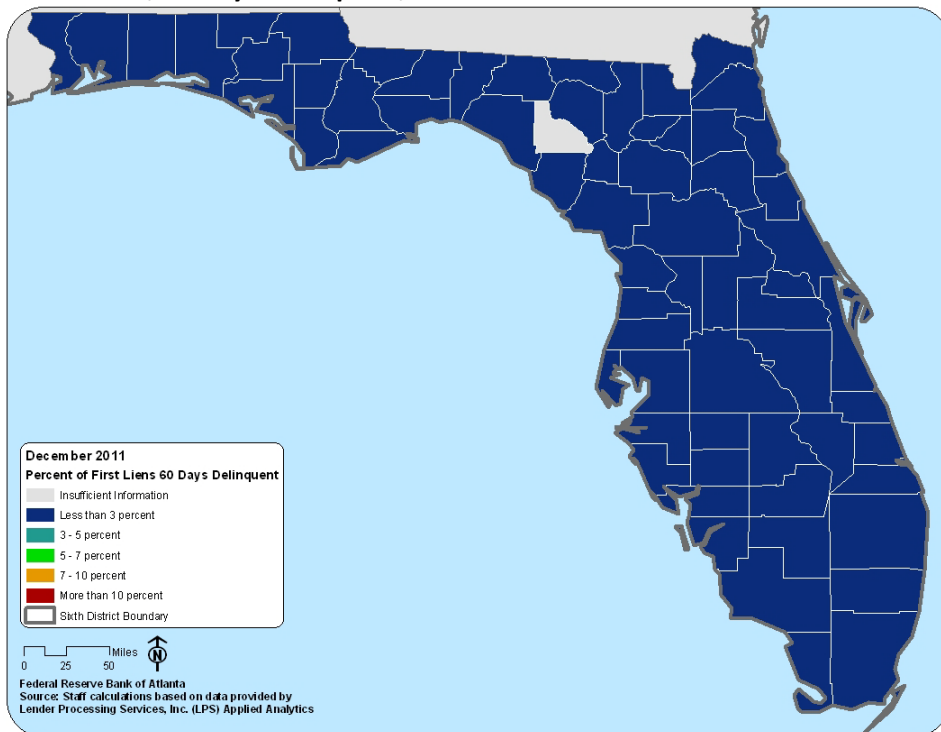 December 2011
Percent of First Liens 60 Days Delinquent
Insufficient Information
Less than 3 percent
3 - 5 percent
5 - 7 percent
7 - 10 percent
More than 10 percent
Sixth District Boundary
Miles
0 25 50
N
Federal Reserve Bank of Atlanta
Source: Staff calculations based on data provided by
Lender Processing Services, Inc. (LPS) Applied Analytics